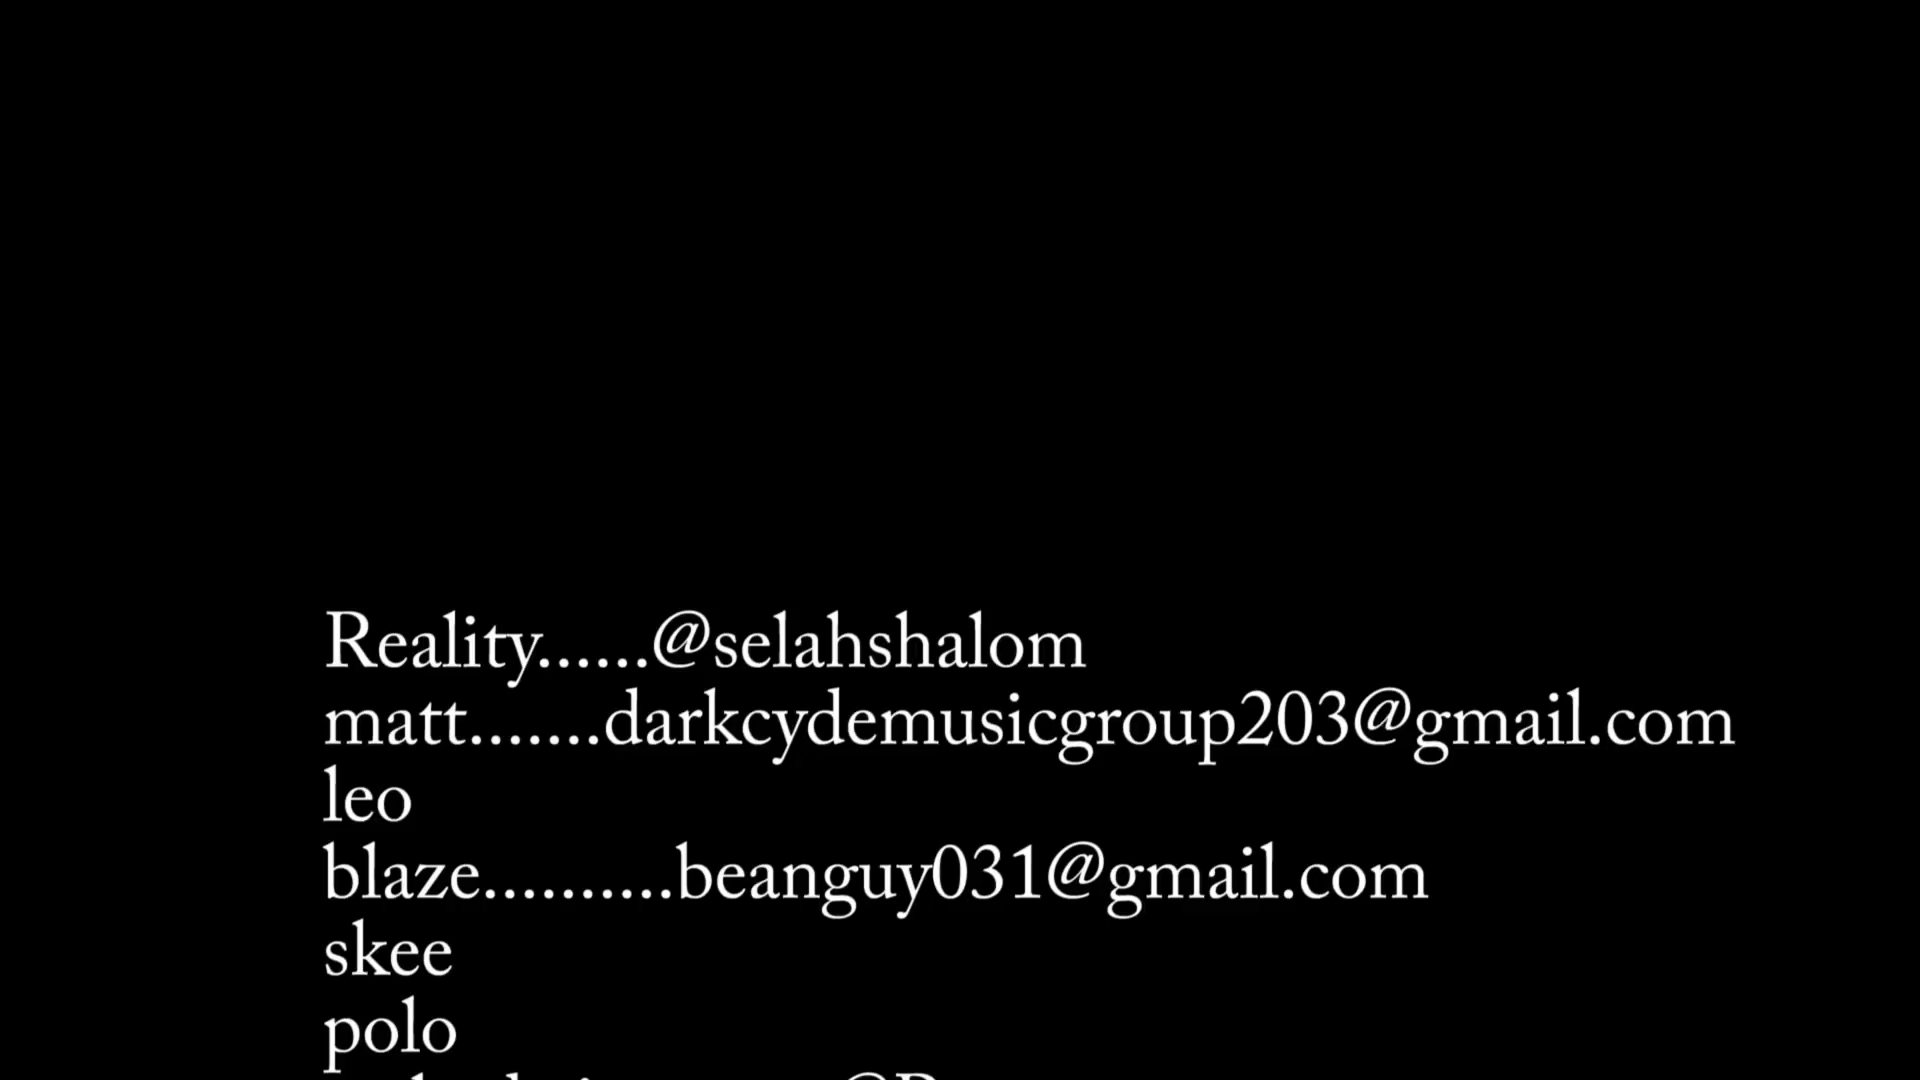 Reality......@selahshalom
matt.......darkcydemusicgroup203@gmail.com
leo
blaze..........beanguy031@gmail.com
skee
polo